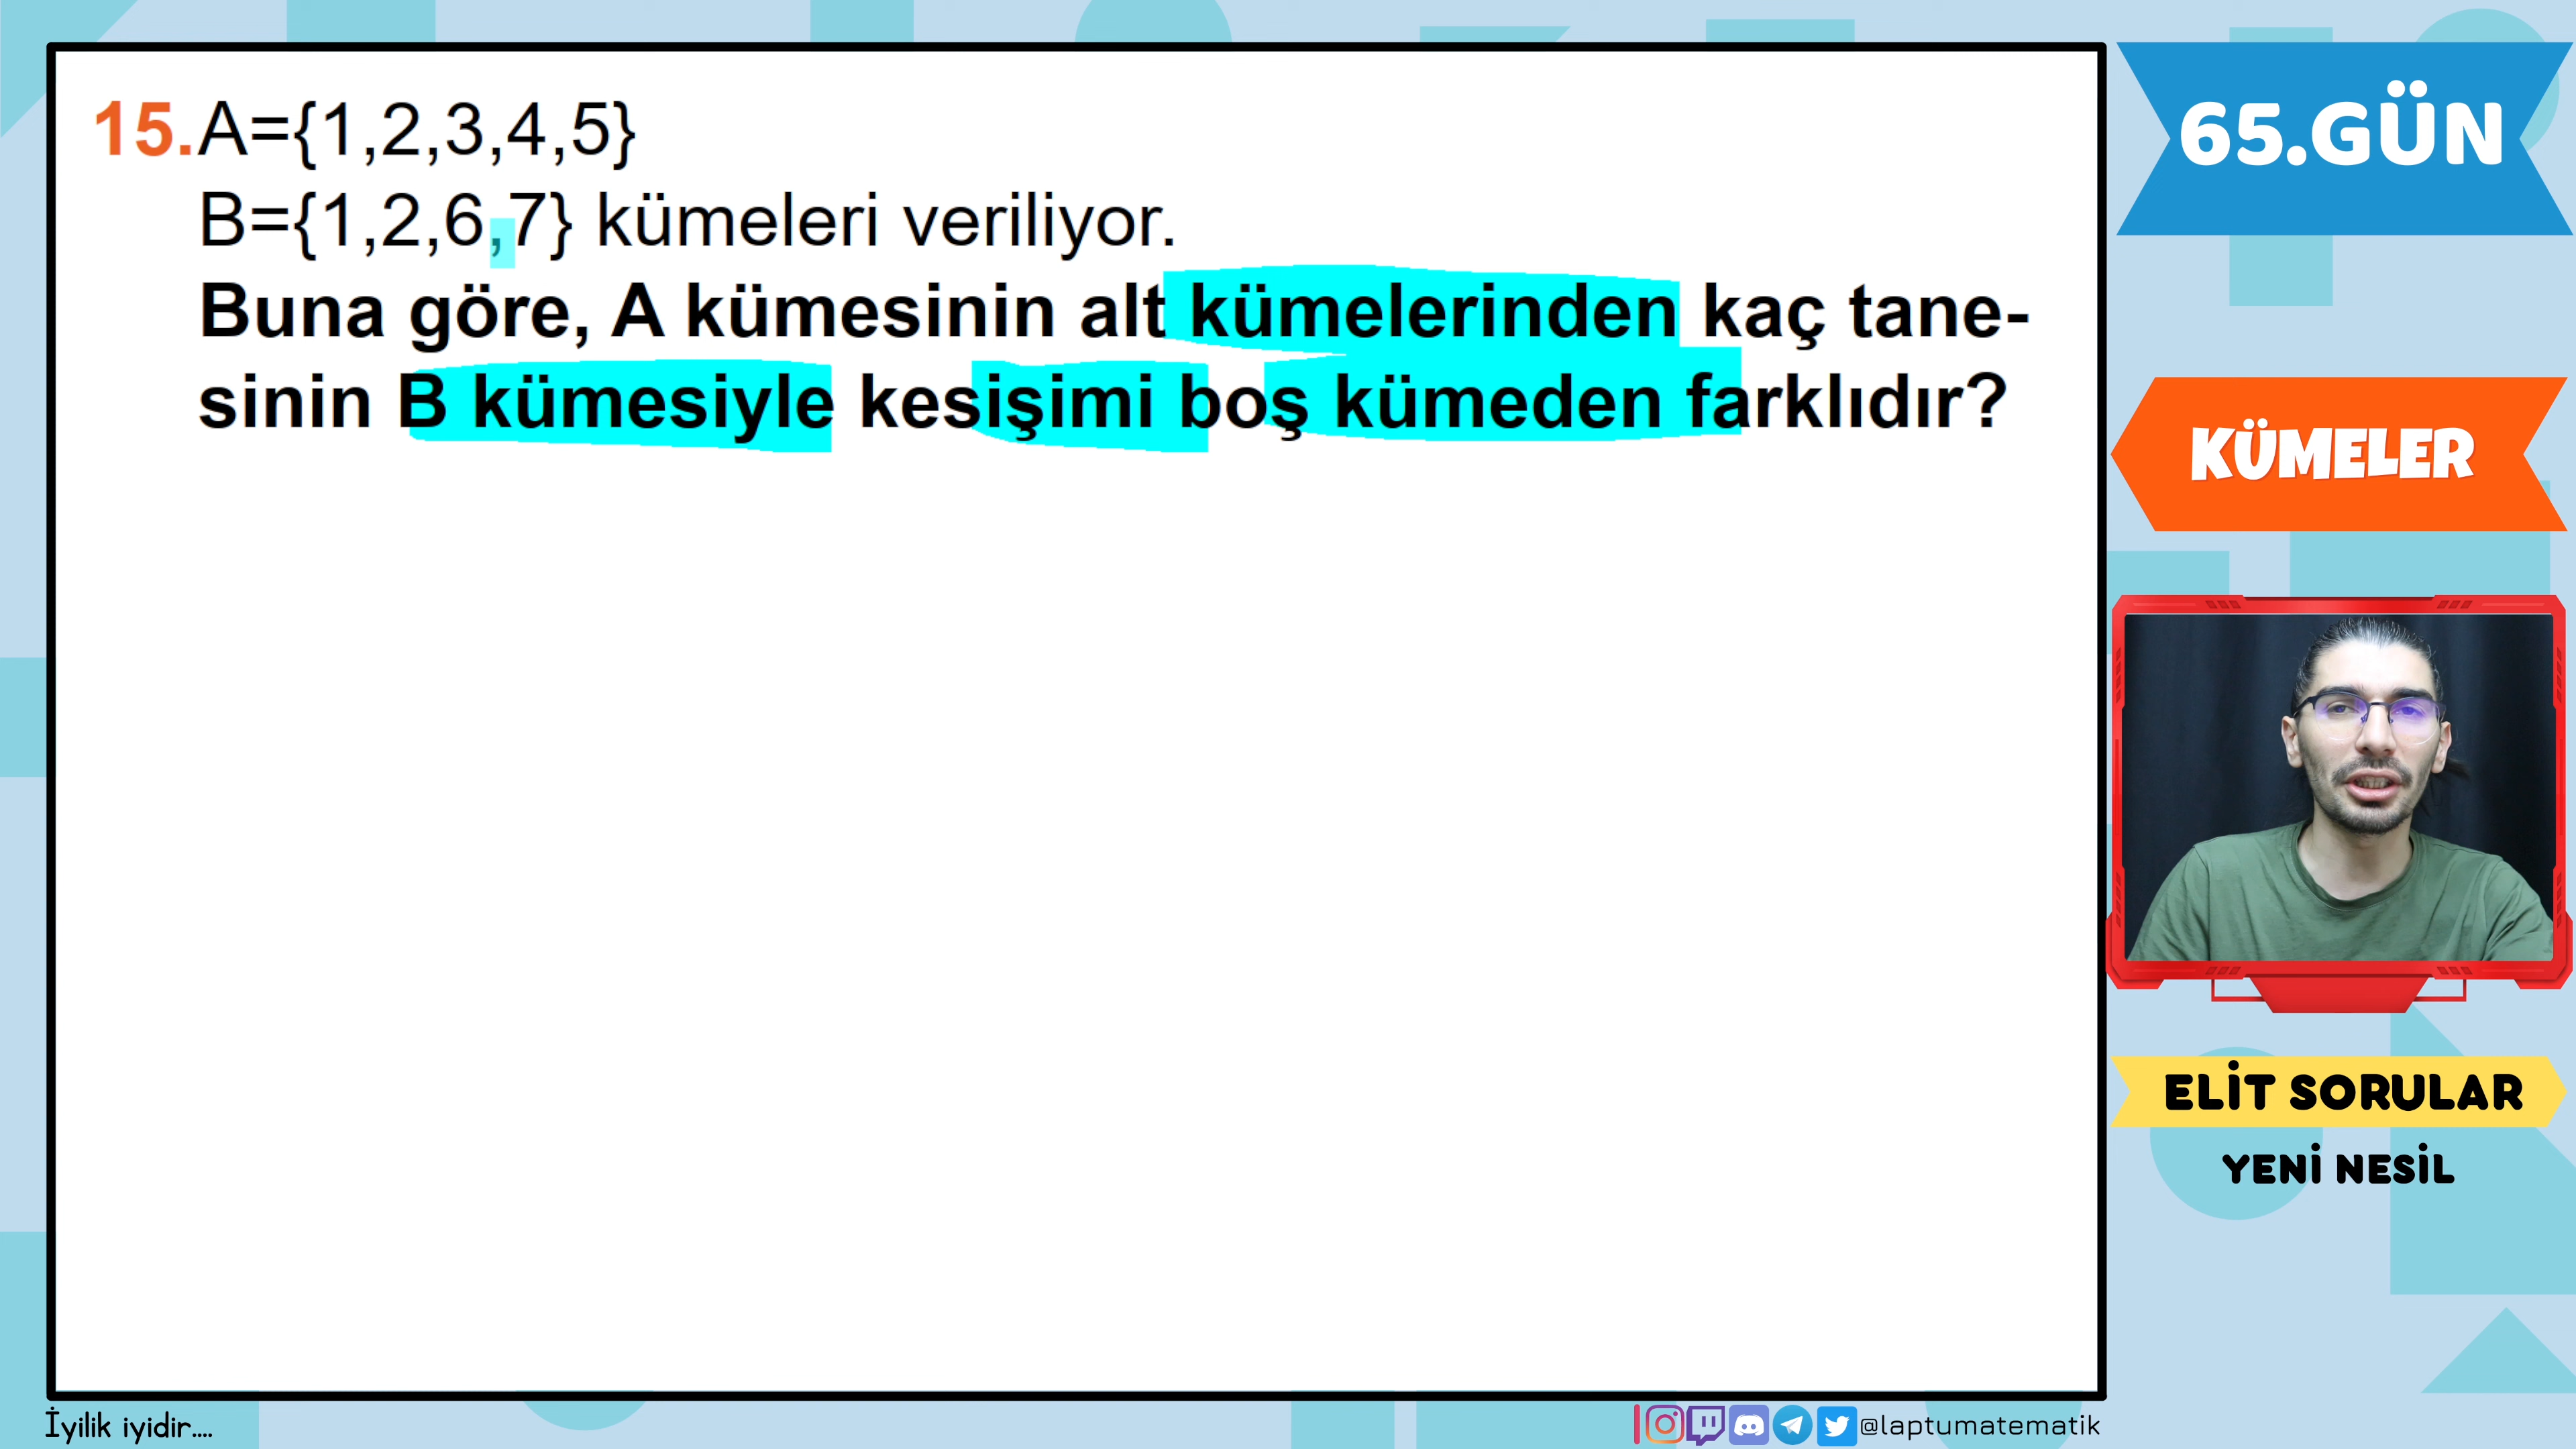 15. A={1,2,3,4,5}
B={1,2,6,7} kümeleri veriliyor.
Buna göre, A kümesinin alt kümelerinden kaç tane-
sinin B kümesiyle kesişimi boş kümeden farklıdır?
65.GÜN
KÜMELER
ELİT SORULAR
YENİ NESİL
İyilik iyidir....
@laptumatematik